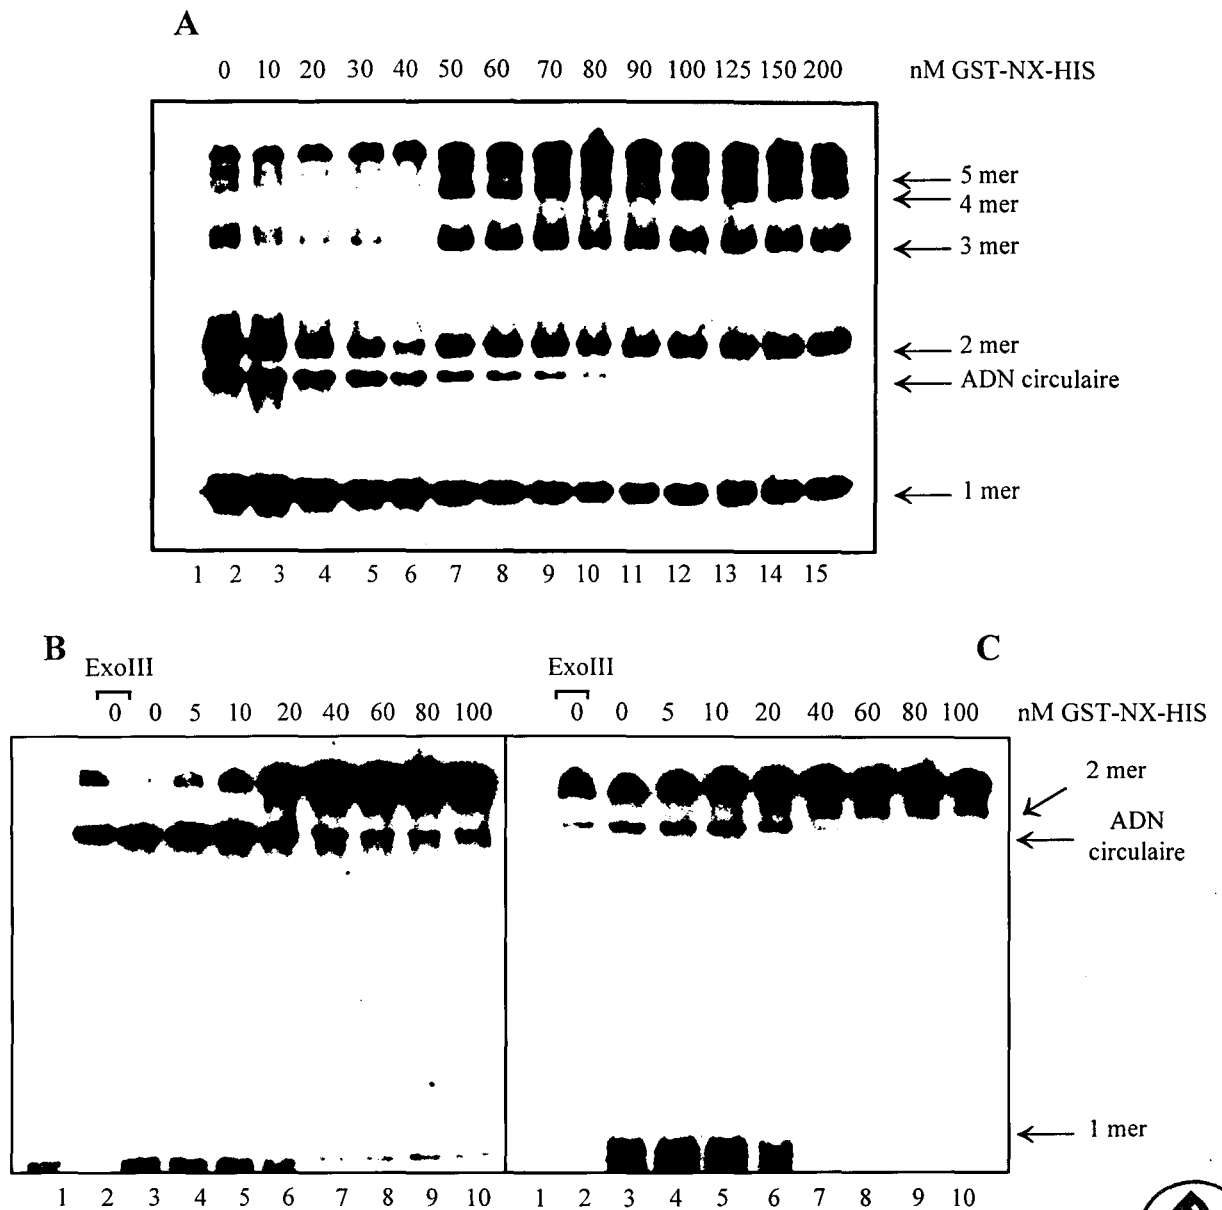 A
0 10 20 30 40 50 60 70 80 90 100 125 150 200 nM GST-NX-HIS
5 mer
4 mer
3 mer
2 mer
ADN circulaire
1 mer
1 2 3 4 5 6 7 8 9 10 11 12 13 14 15
B
C
ExoIII
ExoIII
0 0 5 10 20 40 60 80 100
0 0 5 10 20 40 60 80 100 nM GST-NX-HIS
2 mer
ADN
circulaire
1 mer
1 2 3 4 5 6 7 8 9 10
1 2 3 4 5 6 7 8 9 10